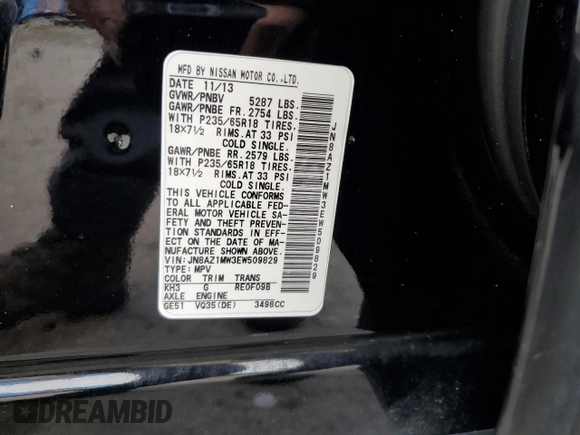 MFD BY NISSAN MOTOR CO.,LTD.
DATE 11/13
GVWR/PNBV 5287 LBS.
GAWR/PNBE FR. 2754 LBS.
WITH P235/65R18 TIRES.
18X7½ RIMS.AT 33 PSI
COLD SINGLE.
GAWR/PNBE RR. 2579 LBS.
WITH P235/65R18 TIRES.
18X7½ RIMS.AT 33 PSI
COLD SINGLE.
THIS VEHICLE CONFORMS
TO ALL APPLICABLE FED-
ERAL MOTOR VEHICLE SA-
FETY AND THEFT PREVEN-
TION STANDARDS IN EFF-
ECT ON THE DATE OF MA-
NUFACTURE SHOWN ABOVE.
VIN:JN8AZ1MW3EW509829
TYPE:MPV
COLOR TRIM TRANS
KH3 G RE0F09B
AXLE ENGINE
GE51 VQ35(DE) 3498CC
JN8AZ1MW3EW509829
DREAMBID